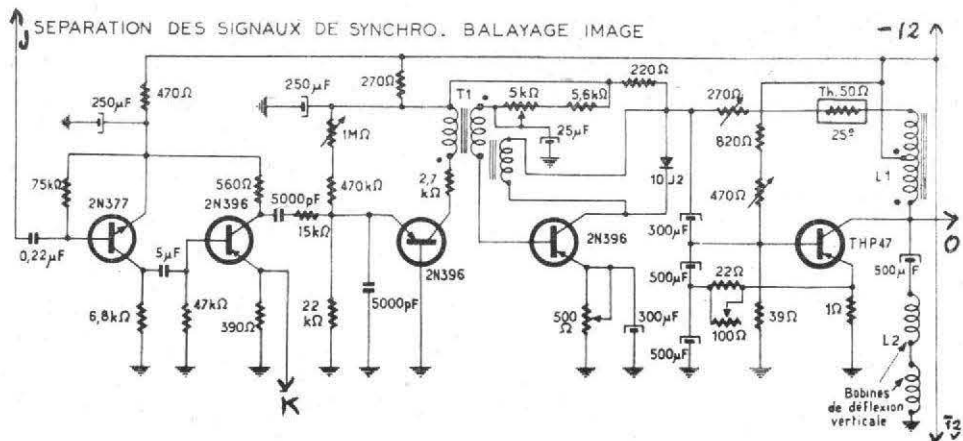 J
SEPARATION DES SIGNAUX DE SYNCHRO. BALAYAGE IMAGE
-12
250µF
470Ω
250µF
270Ω
T1
5kΩ
5,6kΩ
220Ω
270Ω
Th.50Ω
25°
1MΩ
25µF
820Ω
L1
75kΩ
560Ω
5000pF
470kΩ
2,7
kΩ
10 J2
470Ω
2N377
2N396
15kΩ
2N396
2N396
300µF
THP47
O
0,22µF
5µF
5000pF
500µF
22Ω
500µF
6,8kΩ
47kΩ
390Ω
22
kΩ
500
Ω
300µF
100Ω
39Ω
1Ω
L2
500µF
K
Bobines
de déflexion
verticale